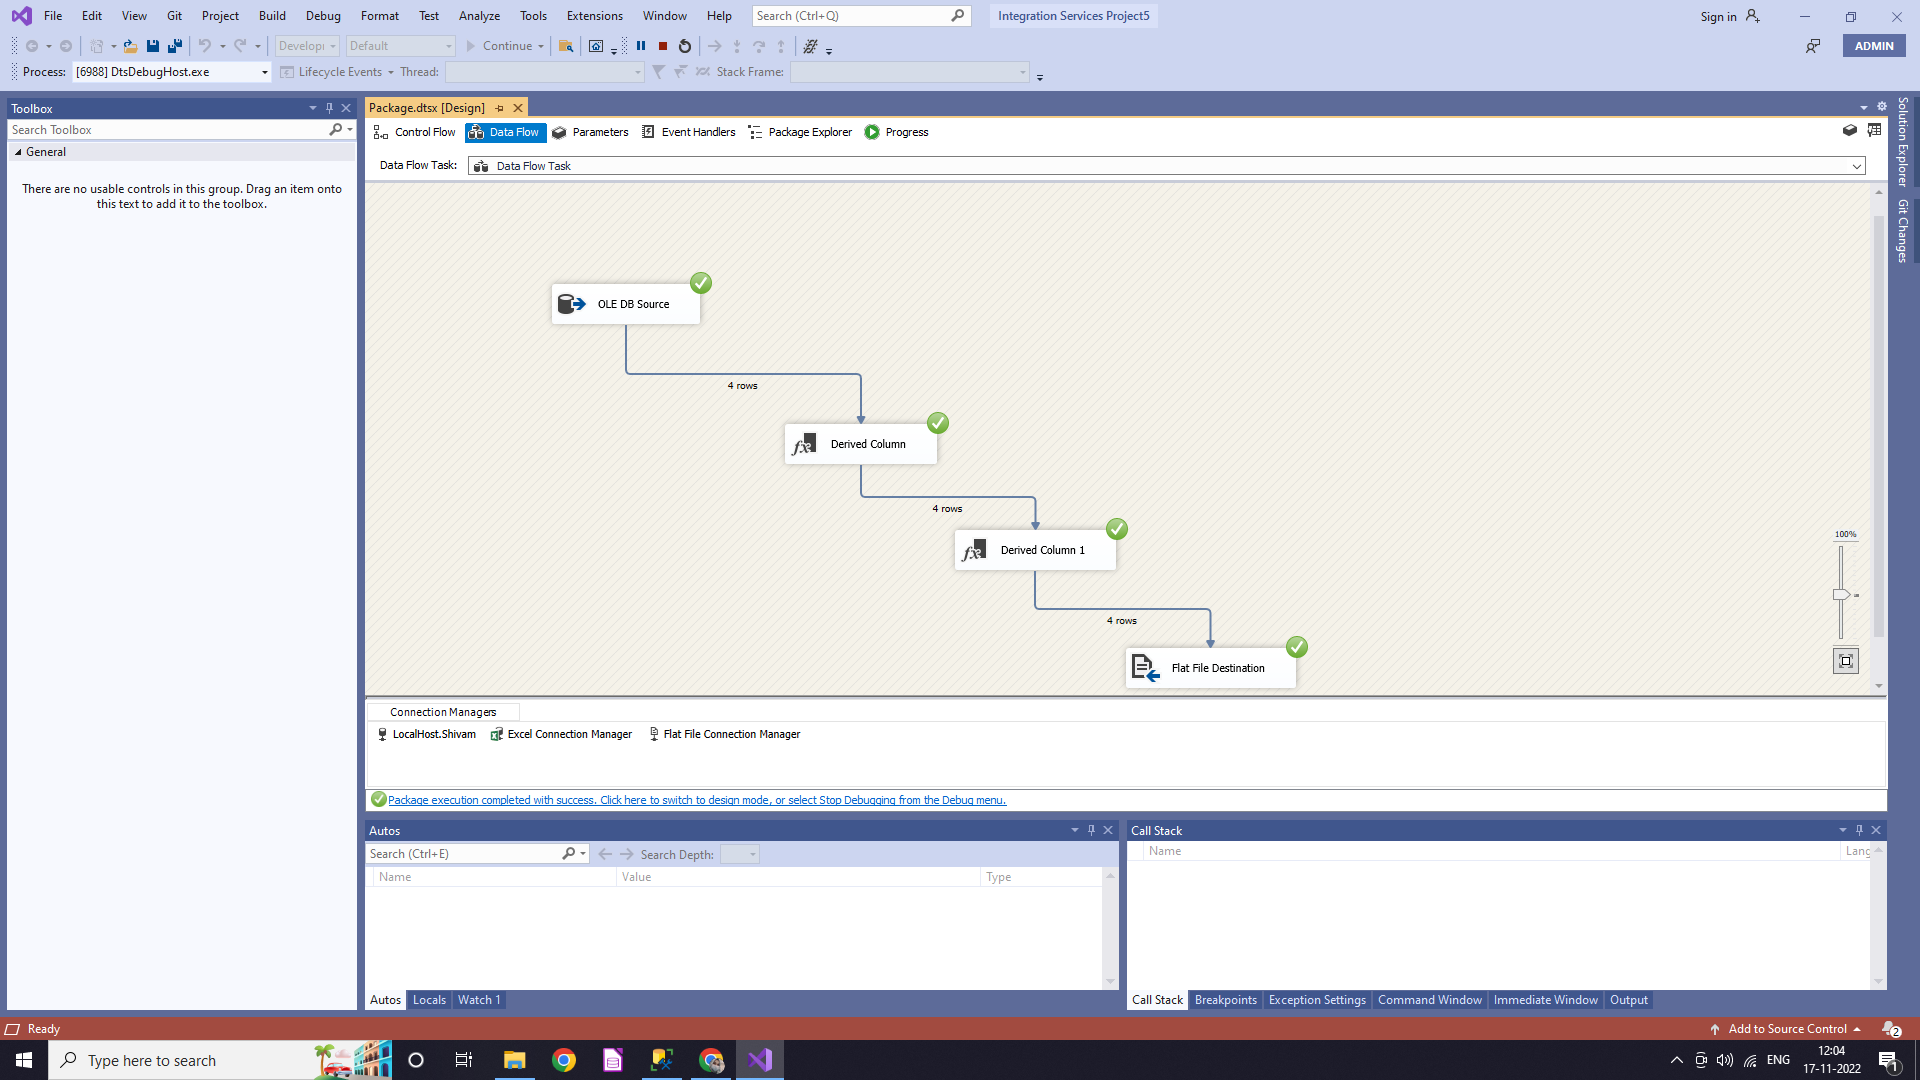 File Edit View Git Project Build Debug Format Test Analyze Tools Extensions Window Help Search (Ctrl+Q) Integration Services Project5 Sign in
Default Continue ADMIN
Process: [6988] DtsDebugHost.exe Lifecycle Events Thread: Stack Frame:
Toolbox
Search Toolbox
General
There are no usable controls in this group. Drag an item onto
this text to add it to the toolbox.
Package.dtsx [Design]
Control Flow Data Flow Parameters Event Handlers Package Explorer Progress
Data Flow Task: Data Flow Task
OLE DB Source
4 rows
Derived Column
4 rows
Derived Column 1
4 rows
Flat File Destination
100%
Solution Explorer
Git Changes
Connection Managers
LocalHost.Shivam Excel Connection Manager Flat File Connection Manager
Package execution completed with success. Click here to switch to design mode, or select Stop Debugging from the Debug menu.
Autos
Search (Ctrl+E) Search Depth:
Name Value Type
Autos Locals Watch 1
Call Stack
Name Lang
Call Stack Breakpoints Exception Settings Command Window Immediate Window Output
Ready Add to Source Control 2
Type here to search
ENG
12:04
17-11-2022
1